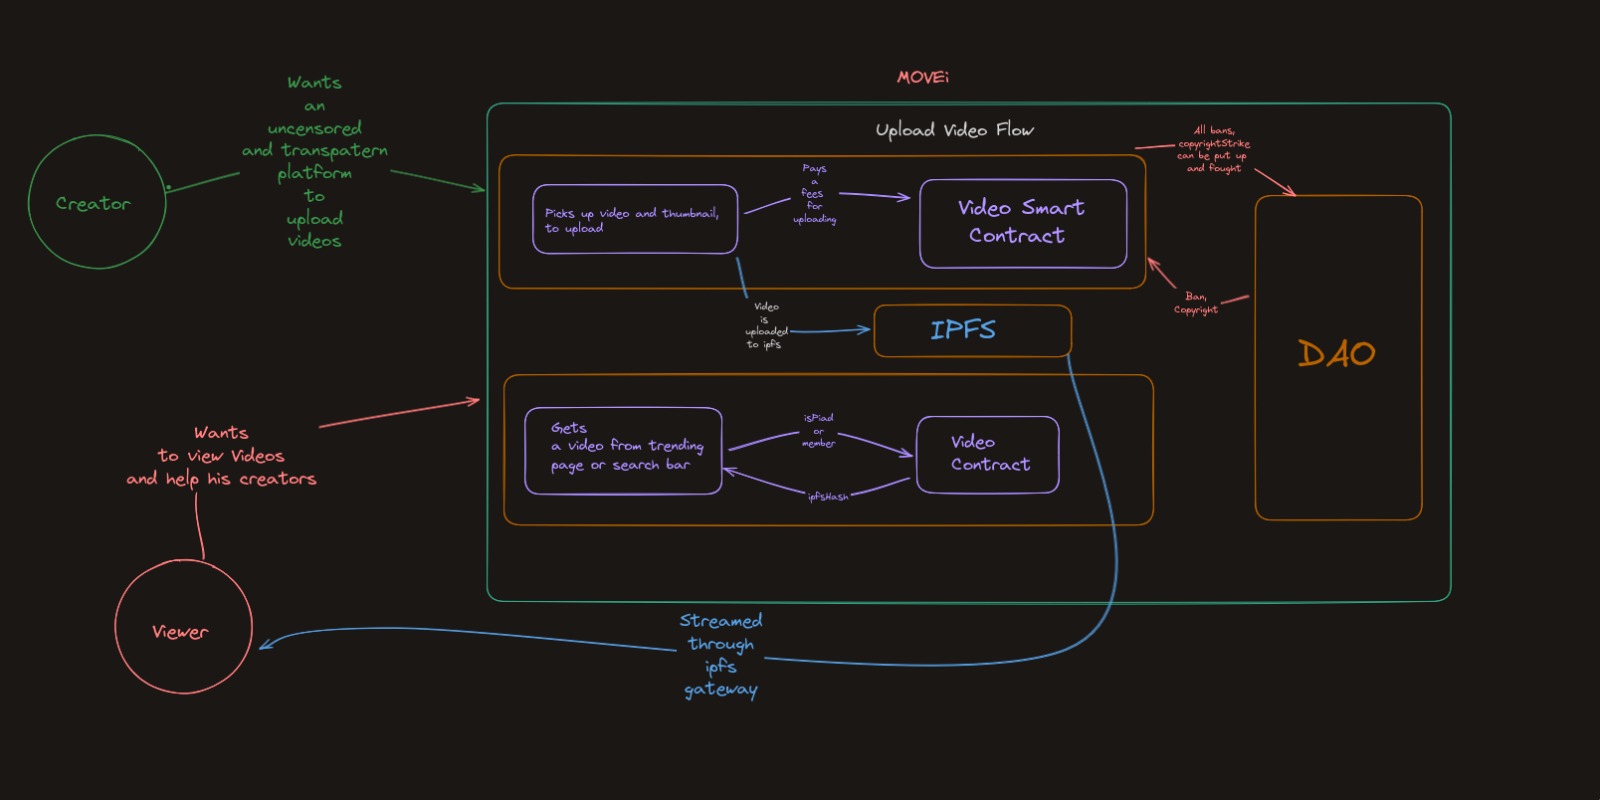 MOVEi
Wants
an
uncensored
and transpatern
platform
to
upload
videos
Creator
Upload Video Flow
Picks up video and thumbnail,
to upload
Pays
a
fees
for
uploading
Video Smart
Contract
All bans,
copyrightStrike
can be put up
and fought
Ban,
Copyright
DAO
Video
is
uploaded
to ipfs
IPFS
Gets
a video from trending
page or search bar
isPiad
or
member
ipfsHash
Video
Contract
Wants
to view Videos
and help his creators
Viewer
Streamed
through
ipfs
gateway